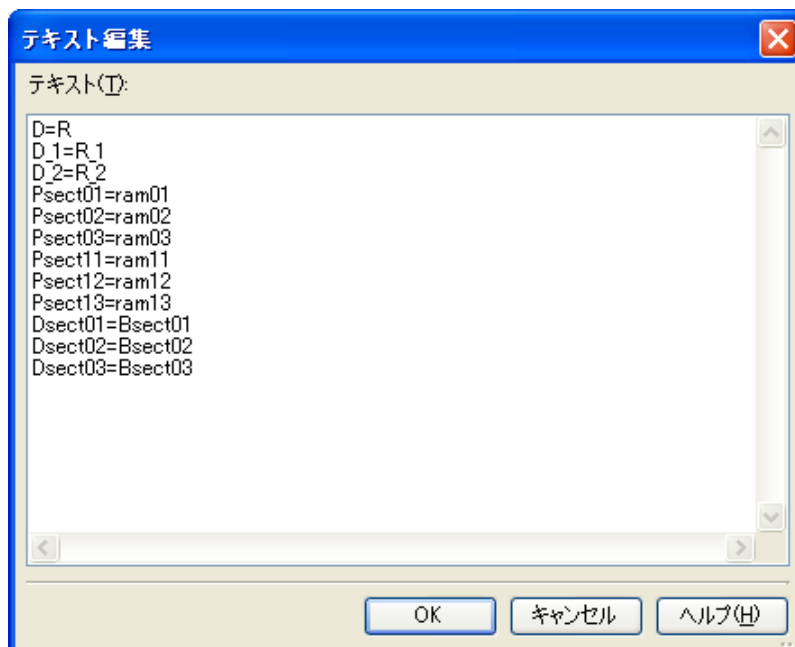 テキスト編集
テキスト(T):
D=R
D_1=R_1
D_2=R_2
Psect01=ram01
Psect02=ram02
Psect03=ram03
Psect11=ram11
Psect12=ram12
Psect13=ram13
Dsect01=Bsect01
Dsect02=Bsect02
Dsect03=Bsect03
OK キャンセル ヘルプ(H)